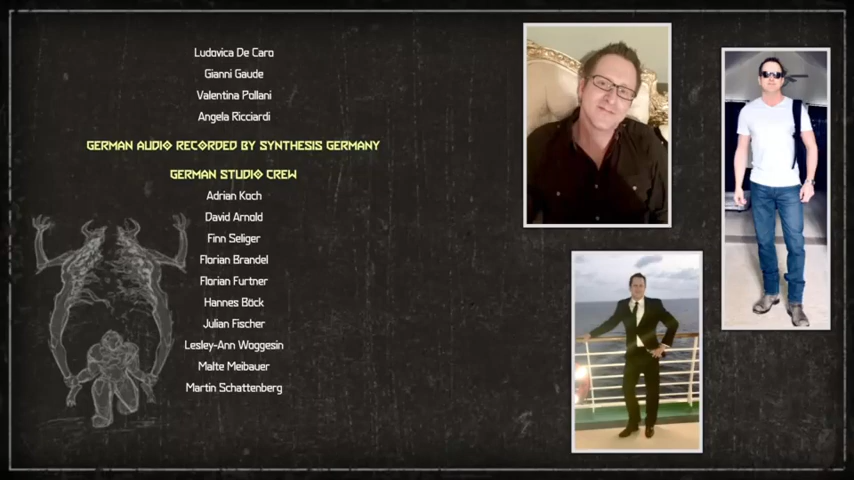 Ludovica De Caro
Gianni Gaude
Valentina Pollani
Angela Ricciardi
GERMAN AUDIO RECORDED BY SYNTHESIS GERMANY
GERMAN STUDIO CREW
Adrian Koch
David Arnold
Finn Seliger
Florian Brandel
Florian Furtner
Hannes Böck
Julian Fischer
Lesley-Ann Woggesin
Malte Meibauer
Martin Schattenberg